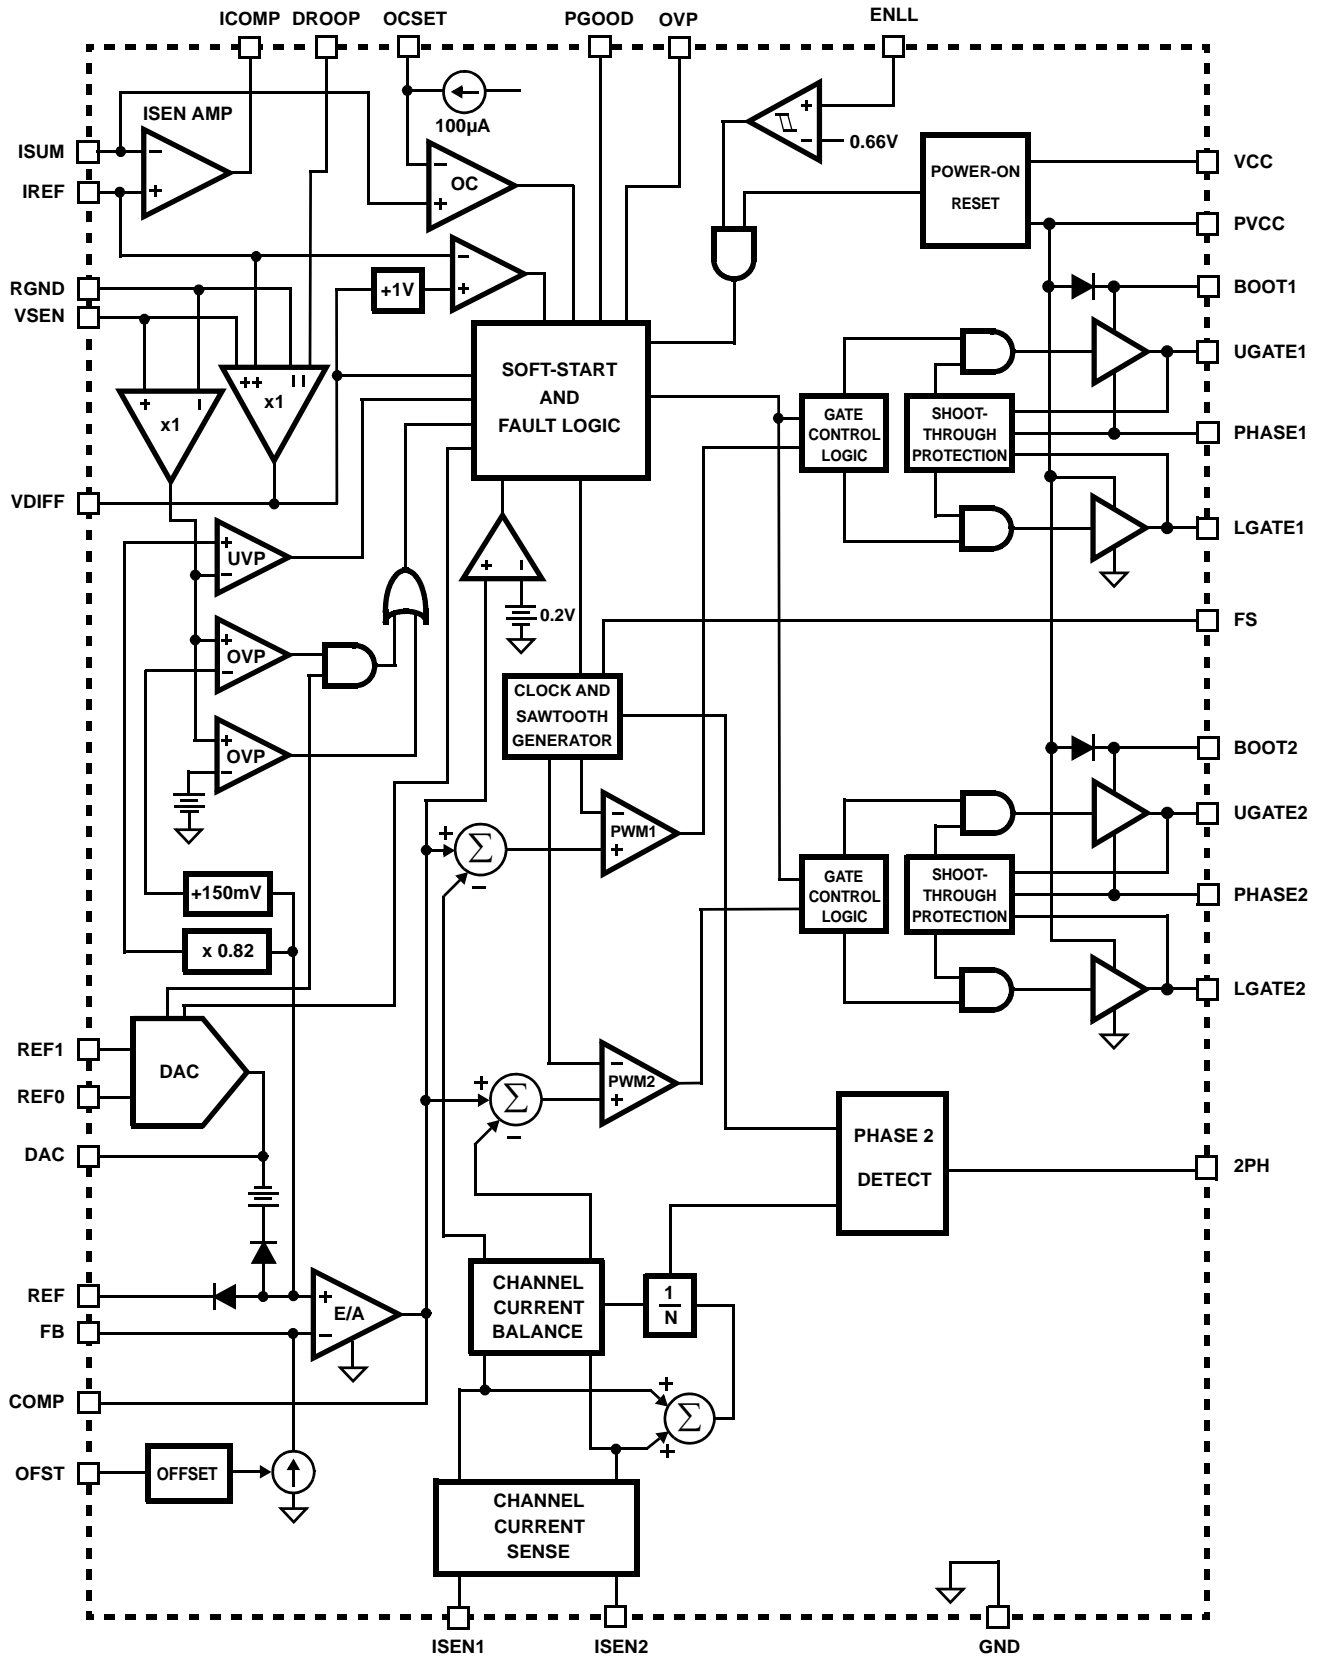 ICOMP DROOP OCSET PGOOD OVP ENLL
ISEN AMP
100µA
ISUM
−
IREF
+
−
OC
+
+
−
0.66V
POWER-ON
RESET
VCC
PVCC
RGND
VSEN
+1V
−
+
BOOT1
UGATE1
+ −
x1
++ − −
x1
SOFT-START
AND
FAULT LOGIC
GATE
CONTROL
LOGIC
SHOOT-
THROUGH
PROTECTION
PHASE1
VDIFF
LGATE1
+
UVP
−
+ −
0.2V
+
OVP
−
FS
CLOCK AND
SAWTOOTH
GENERATOR
+
OVP
−
BOOT2
UGATE2
+
Σ
−
−
PWM1
+
+150mV
x 0.82
GATE
CONTROL
LOGIC
SHOOT-
THROUGH
PROTECTION
PHASE2
LGATE2
REF1
REF0
DAC
+
Σ
−
−
PWM2
+
DAC
PHASE 2
DETECT
2PH
REF
FB
+
E/A
−
CHANNEL
CURRENT
BALANCE
1
N
COMP
+
Σ
+
OFST
OFFSET
CHANNEL
CURRENT
SENSE
ISEN1 ISEN2 GND